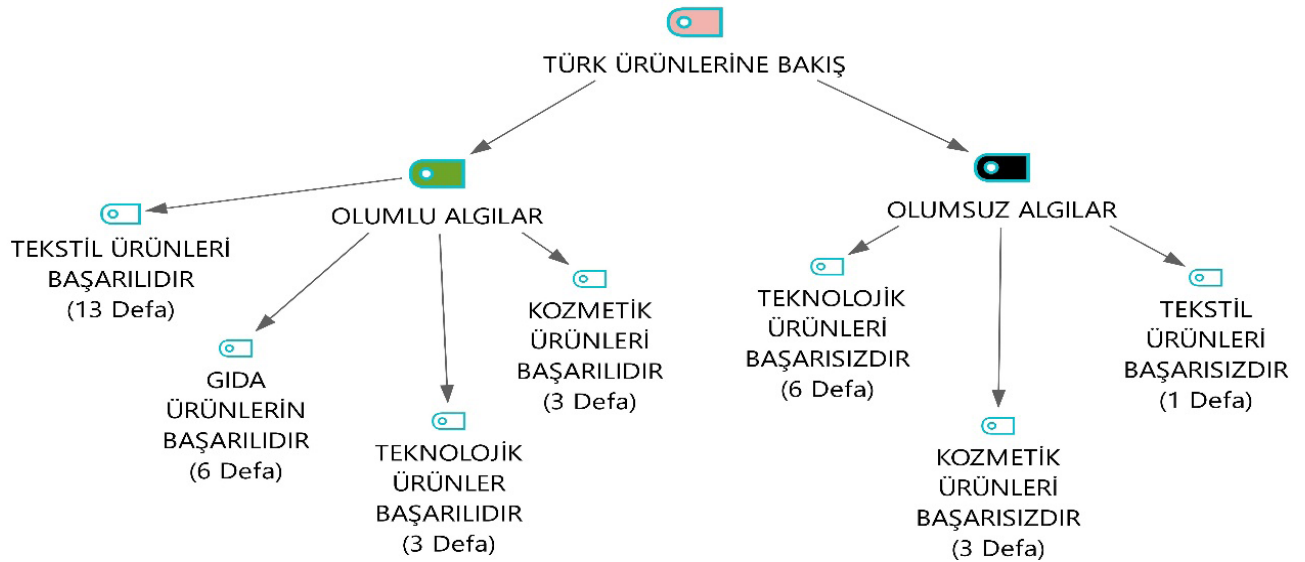 TÜRK ÜRÜNLERİNE BAKIŞ
OLUMLU ALGILAR
TEKSTİL ÜRÜNLERİ
BAŞARILIDIR
(13 Defa)
GIDA
ÜRÜNLERİN
BAŞARILIDIR
(6 Defa)
TEKNOLOJİK
ÜRÜNLER
BAŞARILIDIR
(3 Defa)
KOZMETİK
ÜRÜNLERİ
BAŞARILIDIR
(3 Defa)
OLUMSUZ ALGILAR
TEKNOLOJİK
ÜRÜNLERİ
BAŞARISIZDIR
(6 Defa)
KOZMETİK
ÜRÜNLERİ
BAŞARISIZDIR
(3 Defa)
TEKSTİL
ÜRÜNLERİ
BAŞARISIZDIR
(1 Defa)